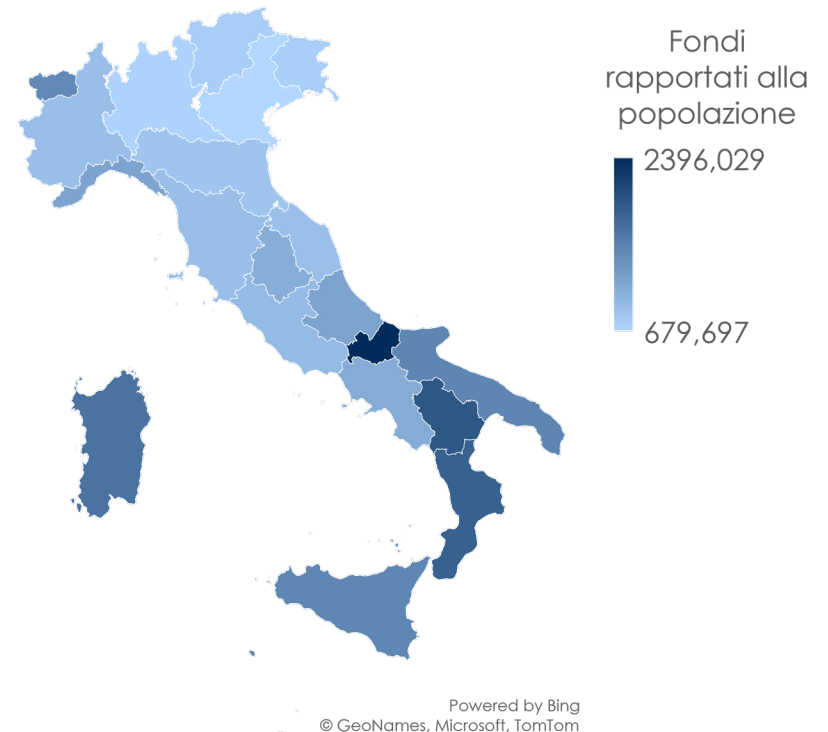 Fondi
rapportati alla
popolazione
2396,029
679,697
Powered by Bing
© GeoNames, Microsoft, TomTom